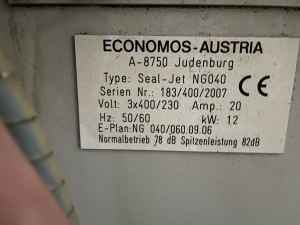 ECONOMOS-AUSTRIA
A-8750 Judenburg
Type: Seal-Jet NG040
Serien Nr.: 183/400/2007
Volt: 3x400/230 Amp.: 20
Hz: 50/60 kW: 12
E-Plan:NG 040/060.09.06
Normalbetrieb 78 dB Spitzenleistung 82dB
CE